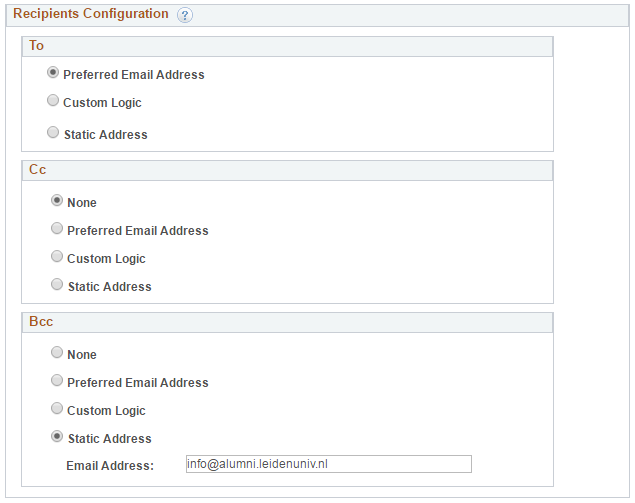 Recipients Configuration ?
To
Preferred Email Address
Custom Logic
Static Address
Cc
None
Preferred Email Address
Custom Logic
Static Address
Bcc
None
Preferred Email Address
Custom Logic
Static Address
Email Address: info@alumni.leidenuniv.nl